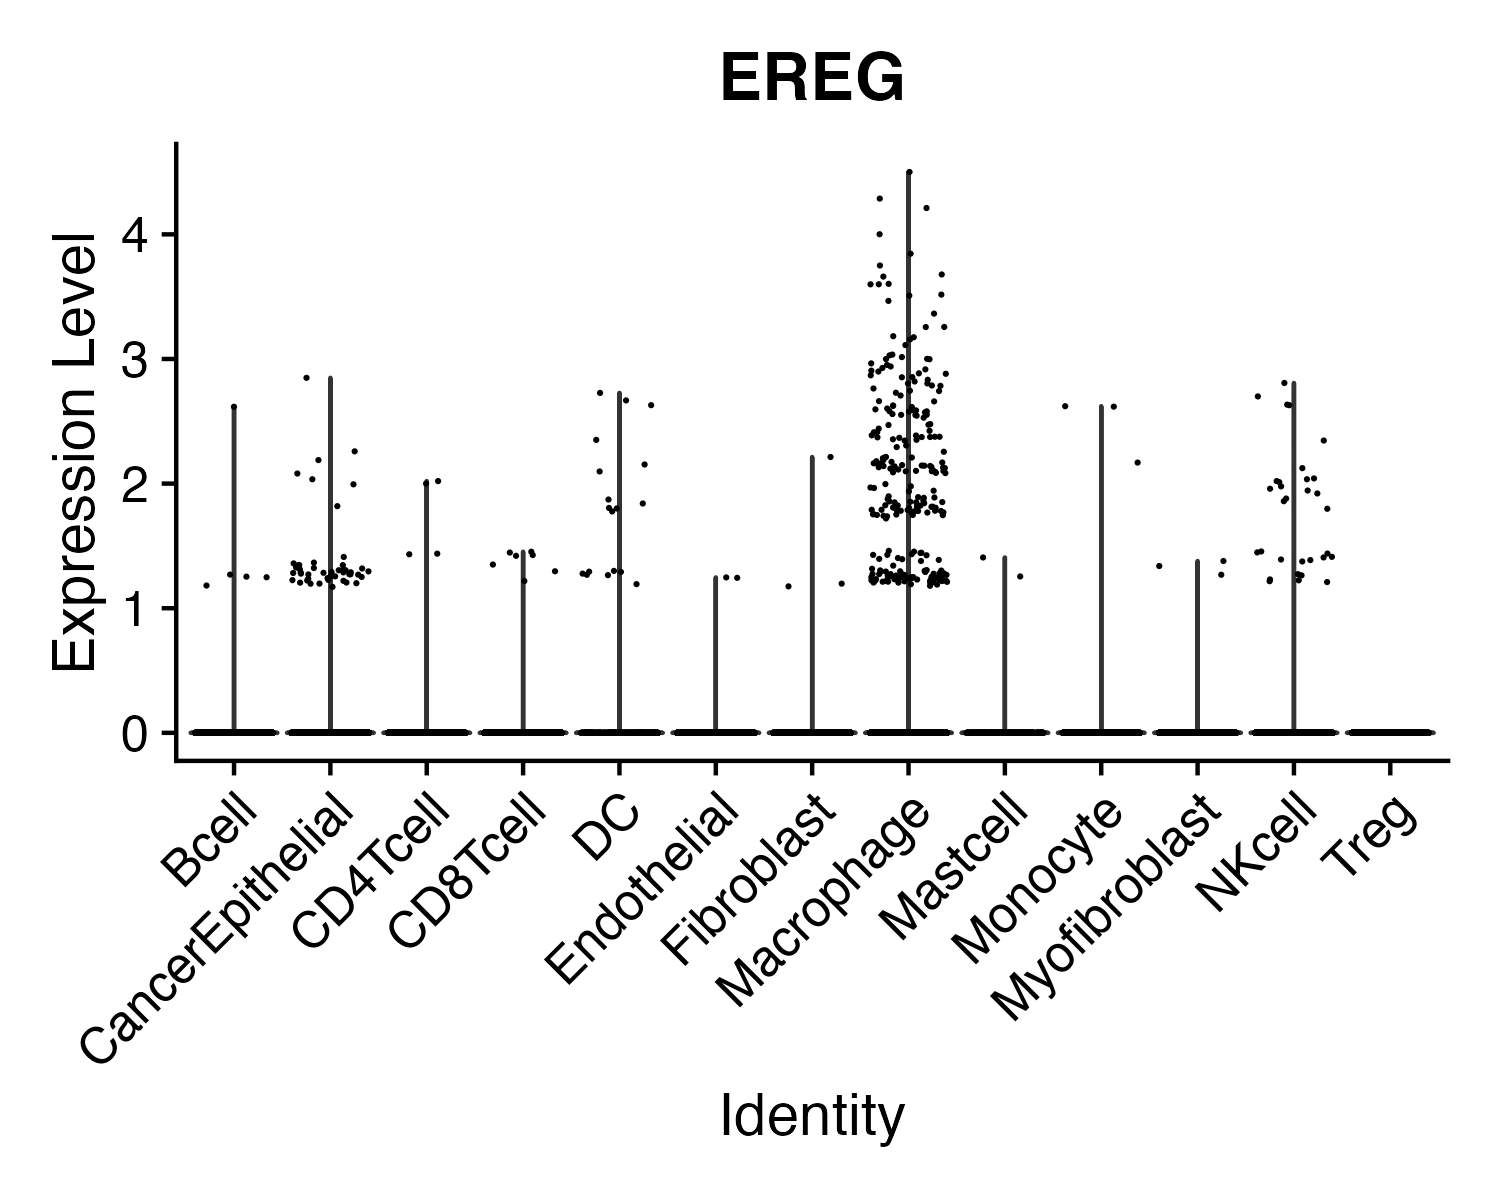 EREG
Expression Level
4
3
2
1
0
Bcell
CancerEpithelial
CD4Tcell
CD8Tcell
DC
Endothelial
Fibroblast
Macrophage
Mastcell
Monocyte
Myofibroblast
NKcell
Treg
Identity